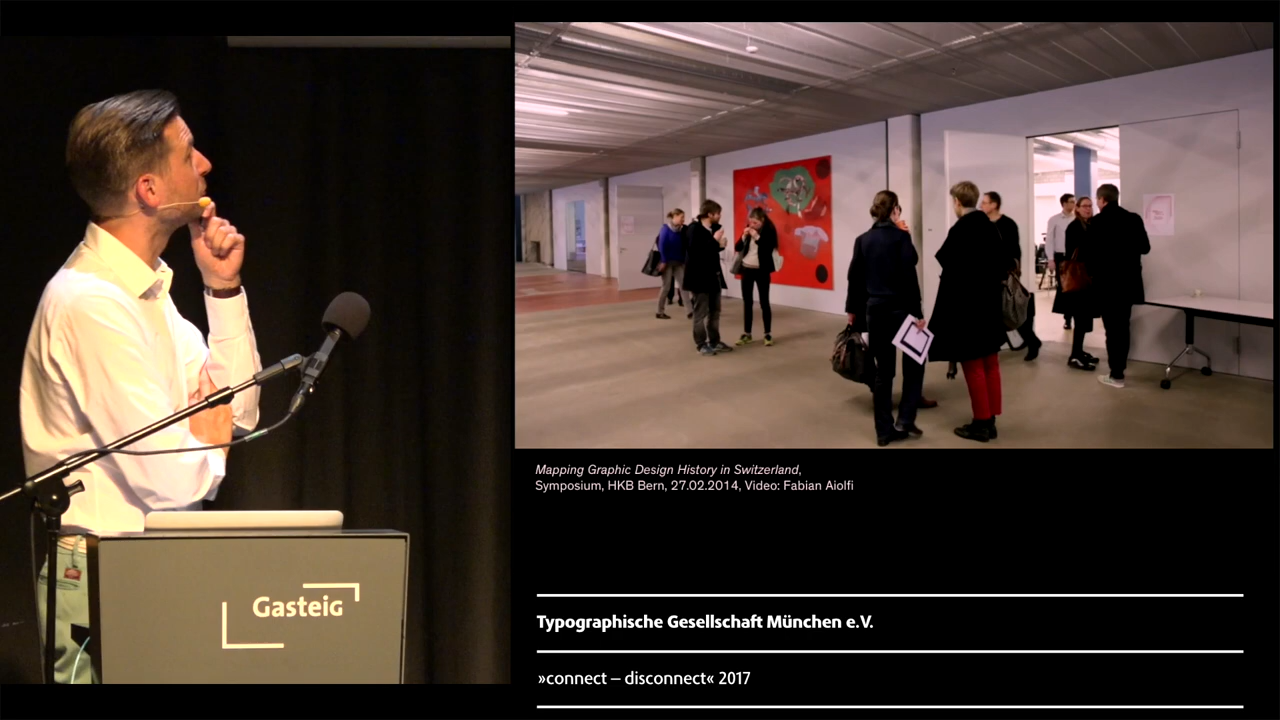 Mapping Graphic Design History in Switzerland,
Symposium, HKB Bern, 27.02.2014, Video: Fabian Aiolfi
Gasteig
Typographische Gesellschaft München e.V.
»connect – disconnect« 2017